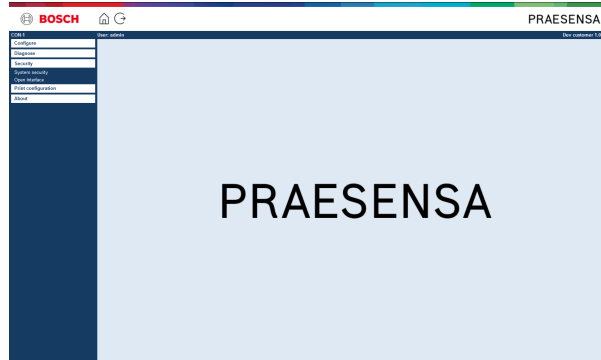 BOSCH
PRAESENSA
CON-1
User: admin
Dev customer 1.0
Configure
Diagnose
Security
System security
Open Interface
Print configuration
About
PRAESENSA